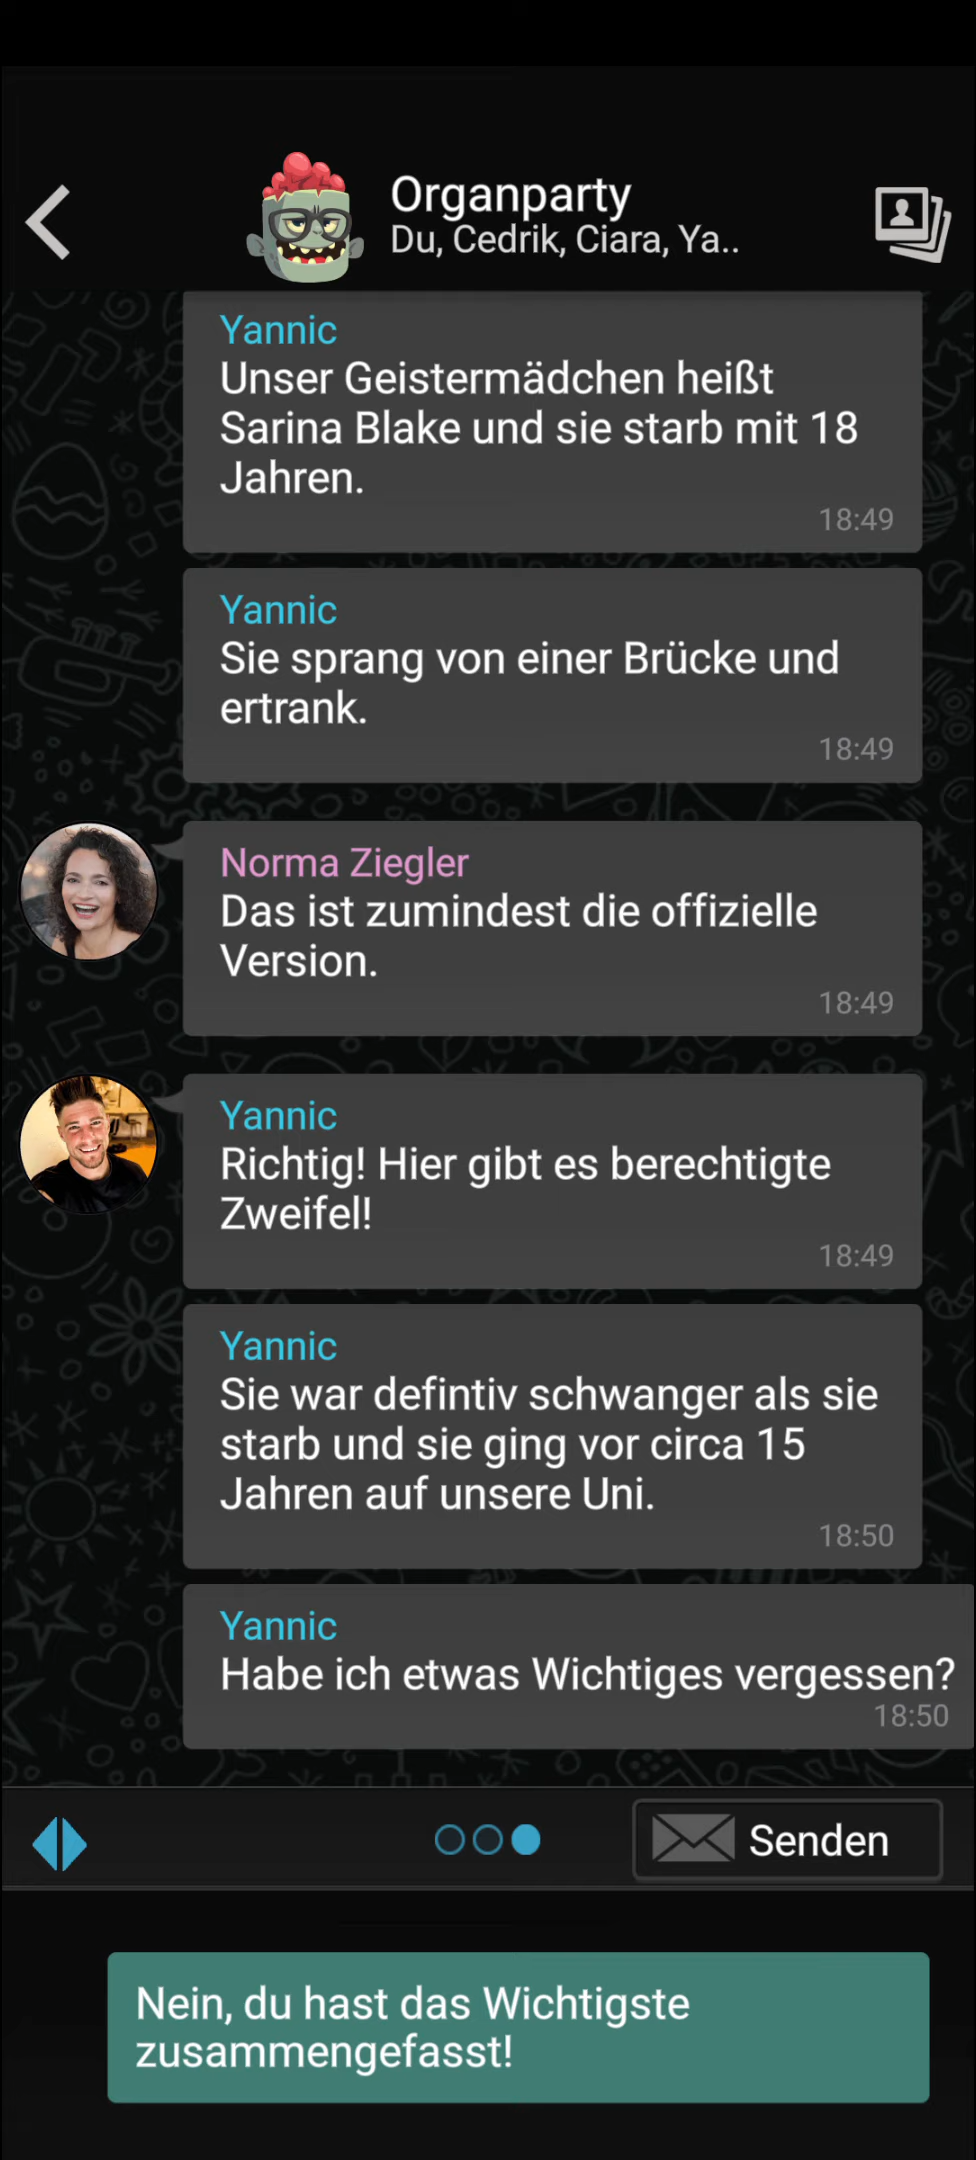 Organparty
Du, Cedrik, Ciara, Ya..
Yannic
Unser Geistermädchen heißt
Sarina Blake und sie starb mit 18
Jahren.
18:49
Yannic
Sie sprang von einer Brücke und
ertrank.
18:49
Norma Ziegler
Das ist zumindest die offizielle
Version.
18:49
Yannic
Richtig! Hier gibt es berechtigte
Zweifel!
18:49
Yannic
Sie war defintiv schwanger als sie
starb und sie ging vor circa 15
Jahren auf unsere Uni.
18:50
Yannic
Habe ich etwas Wichtiges vergessen?
18:50
Senden
Nein, du hast das Wichtigste
zusammengefasst!